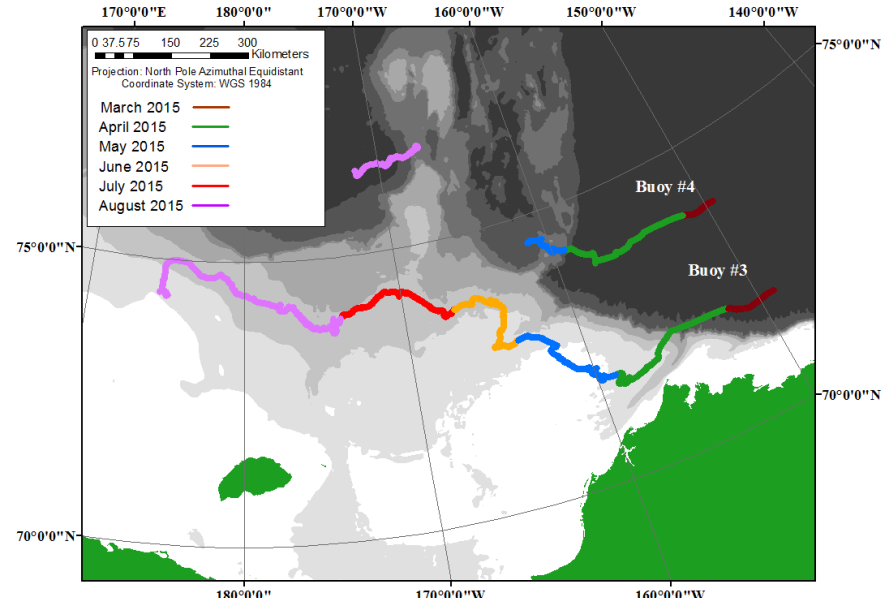 170°0'0"E 180°0'0" 170°0'0"W 160°0'0"W 150°0'0"W 140°0'0"W
0 37.575 150 225 300
Kilometers
Projection: North Pole Azimuthal Equidistant
Coordinate System: WGS 1984
March 2015
April 2015
May 2015
June 2015
July 2015
August 2015
75°0'0"N
Buoy #4
75°0'0"N
Buoy #3
70°0'0"N
70°0'0"N
180°0'0" 170°0'0"W 160°0'0"W